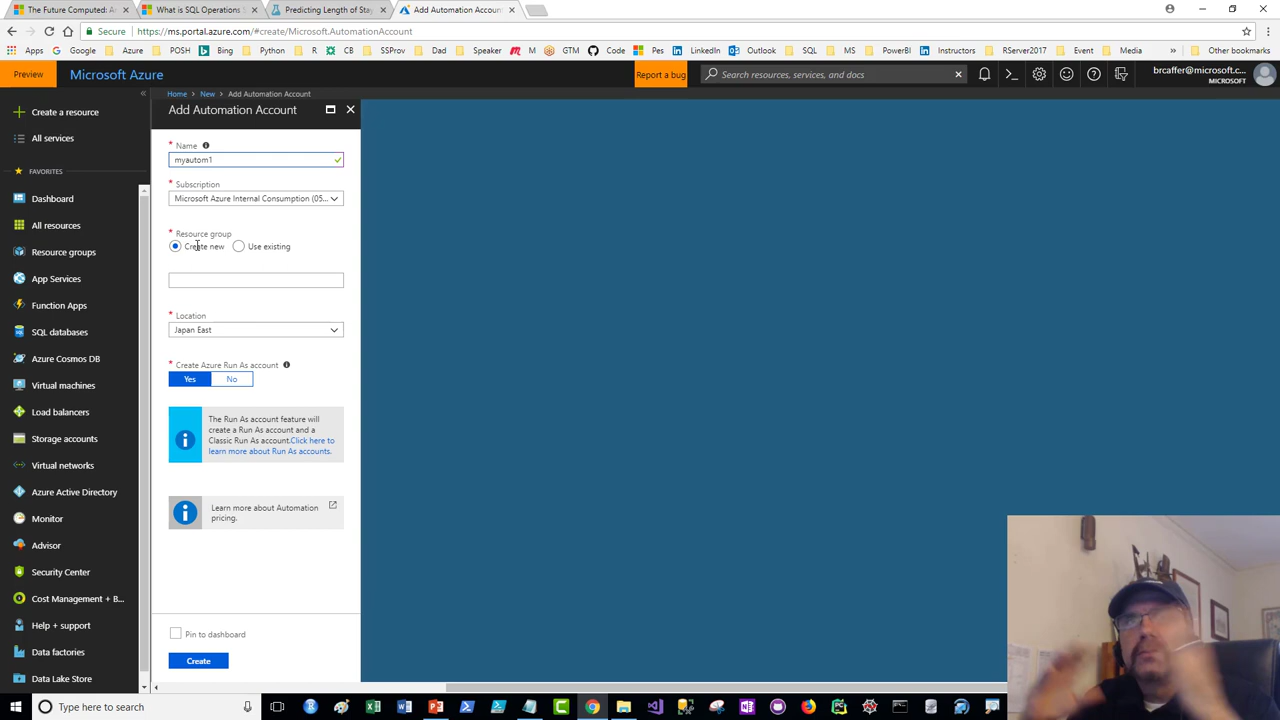 The Future Computed: A
What is SQL Operations
Predicting Length of Stay
Add Automation Account
Secure https://ms.portal.azure.com/#create/Microsoft.AutomationAccount
Apps Google Azure POSH Bing Python R CB SSProv Dad Speaker M GTM Code Pes LinkedIn Outlook SQL MS PowerBI Instructors RServer2017 Event Media Other bookmarks
Preview Microsoft Azure Report a bug Search resources, services, and docs brcaffer@microsoft.c...
MICROSOFT
Home New Add Automation Account
Create a resource
All services
FAVORITES
Dashboard
All resources
Resource groups
App Services
Function Apps
SQL databases
Azure Cosmos DB
Virtual machines
Load balancers
Storage accounts
Virtual networks
Azure Active Directory
Monitor
Advisor
Security Center
Cost Management + B...
Help + support
Data factories
Data Lake Store
Add Automation Account
* Name
myautom1
* Subscription
Microsoft Azure Internal Consumption (05...
* Resource group
Create new Use existing
* Location
Japan East
* Create Azure Run As account
Yes No
The Run As account feature will
create a Run As account and a
Classic Run As account.Click here to
learn more about Run As accounts.
Learn more about Automation
pricing.
Pin to dashboard
Create
Type here to search